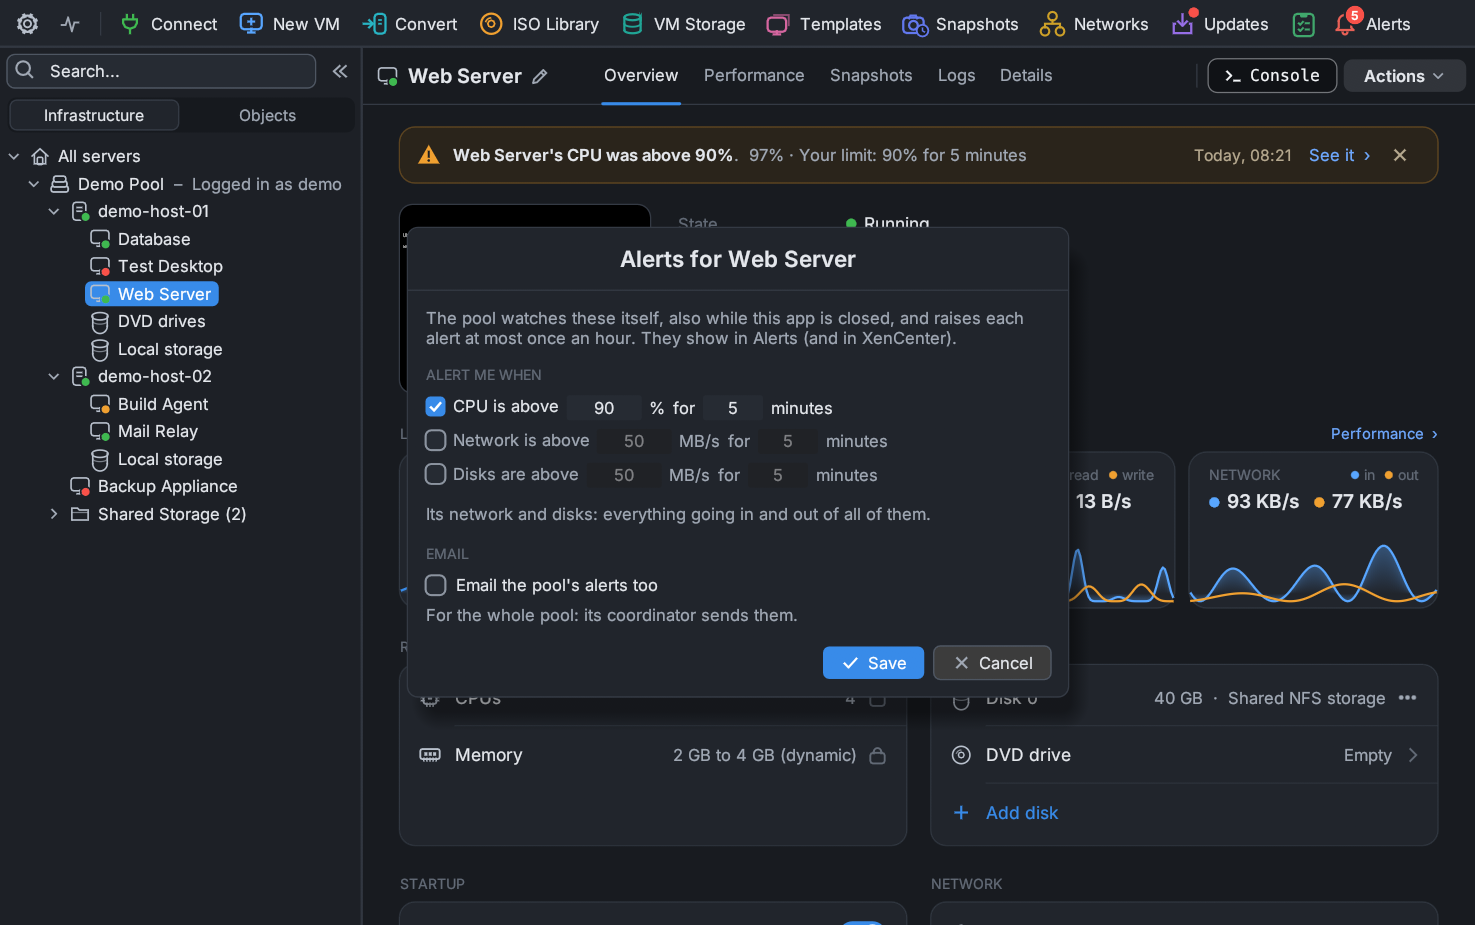 Connect New VM Convert ISO Library VM Storage Templates Snapshots Networks Updates 5 Alerts
Search...
Infrastructure Objects
All servers
Demo Pool – Logged in as demo
demo-host-01
Database
Test Desktop
Web Server
DVD drives
Local storage
demo-host-02
Build Agent
Mail Relay
Local storage
Backup Appliance
Shared Storage (2)
Web Server Overview Performance Snapshots Logs Details >_ Console Actions
Web Server's CPU was above 90%. 97% · Your limit: 90% for 5 minutes Today, 08:21 See it ›
State Running
Alerts for Web Server
The pool watches these itself, also while this app is closed, and raises each
alert at most once an hour. They show in Alerts (and in XenCenter).
ALERT ME WHEN
CPU is above 90 % for 5 minutes
Network is above 50 MB/s for 5 minutes
Disks are above 50 MB/s for 5 minutes
Its network and disks: everything going in and out of all of them.
EMAIL
Email the pool's alerts too
For the whole pool: its coordinator sends them.
Save Cancel
Performance ›
read write
13 B/s
NETWORK in out
93 KB/s 77 KB/s
CPUs 4
Memory 2 GB to 4 GB (dynamic)
Disk 0 40 GB · Shared NFS storage
DVD drive Empty
Add disk
STARTUP
NETWORK